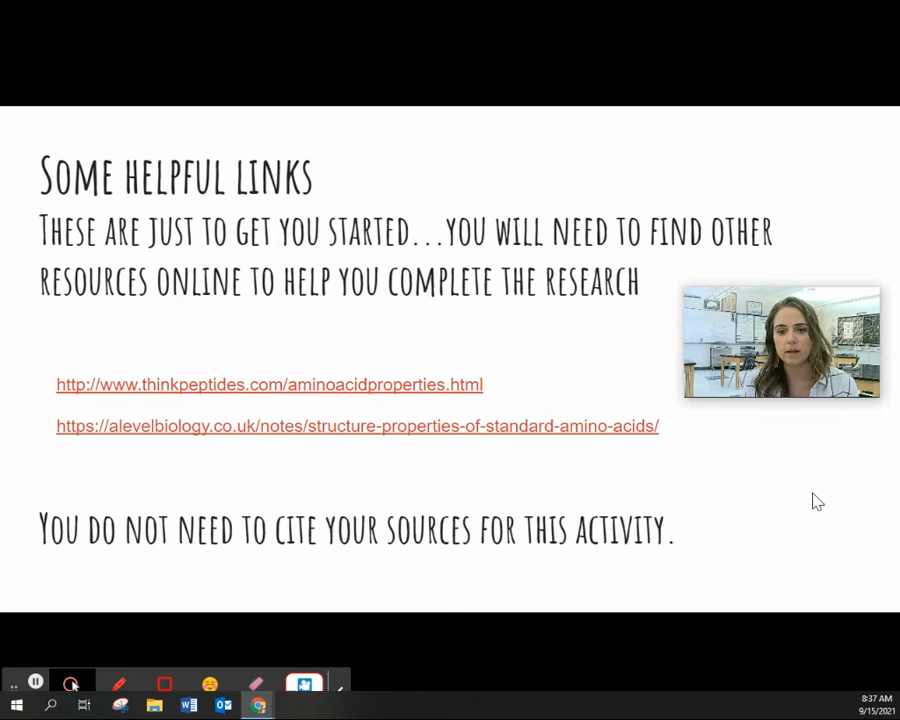 SOME HELPFUL LINKS
THESE ARE JUST TO GET YOU STARTED...YOU WILL NEED TO FIND OTHER
RESOURCES ONLINE TO HELP YOU COMPLETE THE RESEARCH
http://www.thinkpeptides.com/aminoacidproperties.html
https://alevelbiology.co.uk/notes/structure-properties-of-standard-amino-acids/
YOU DO NOT NEED TO CITE YOUR SOURCES FOR THIS ACTIVITY.
8:37 AM
9/15/2021